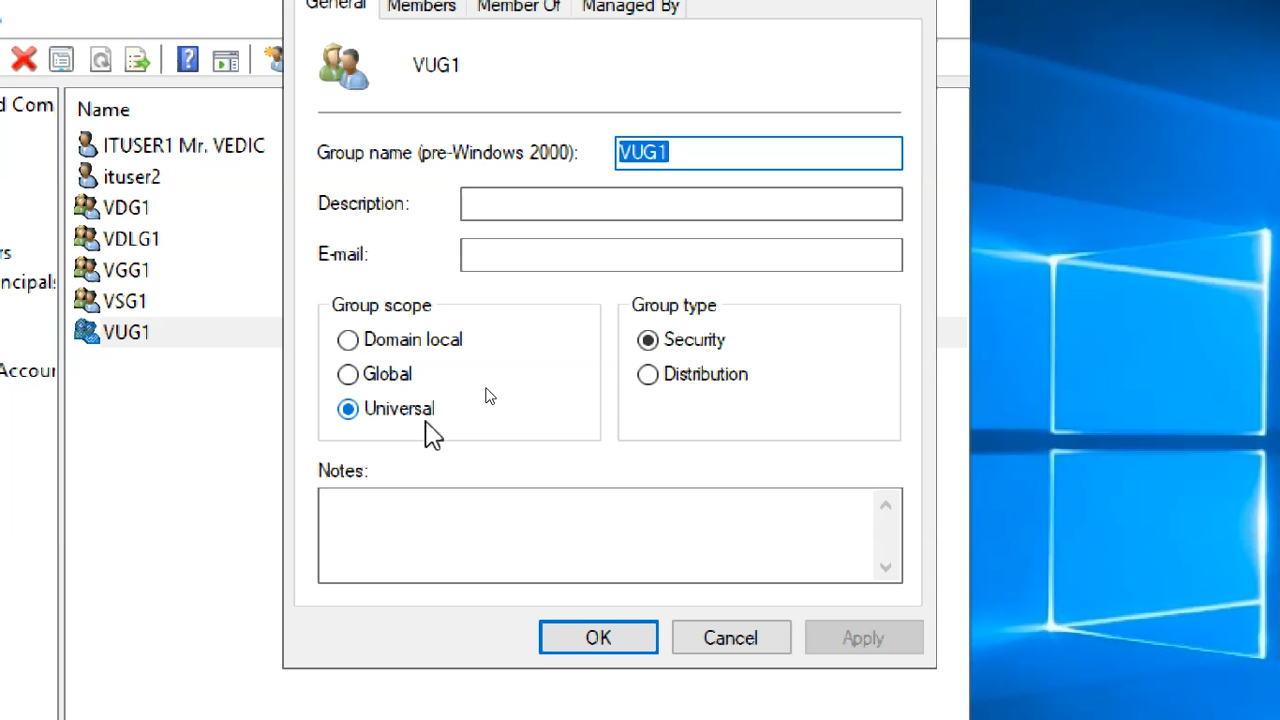 General Members Member Of Managed By
VUG1
d Com
Name
ITUSER1 Mr. VEDIC
ituser2
VDG1
VDLG1
VGG1
VSG1
VUG1
rs
ncipals
Accour
Group name (pre-Windows 2000): VUG1
Description:
E-mail:
Group scope
Domain local
Global
Universal
Group type
Security
Distribution
Notes:
OK Cancel Apply